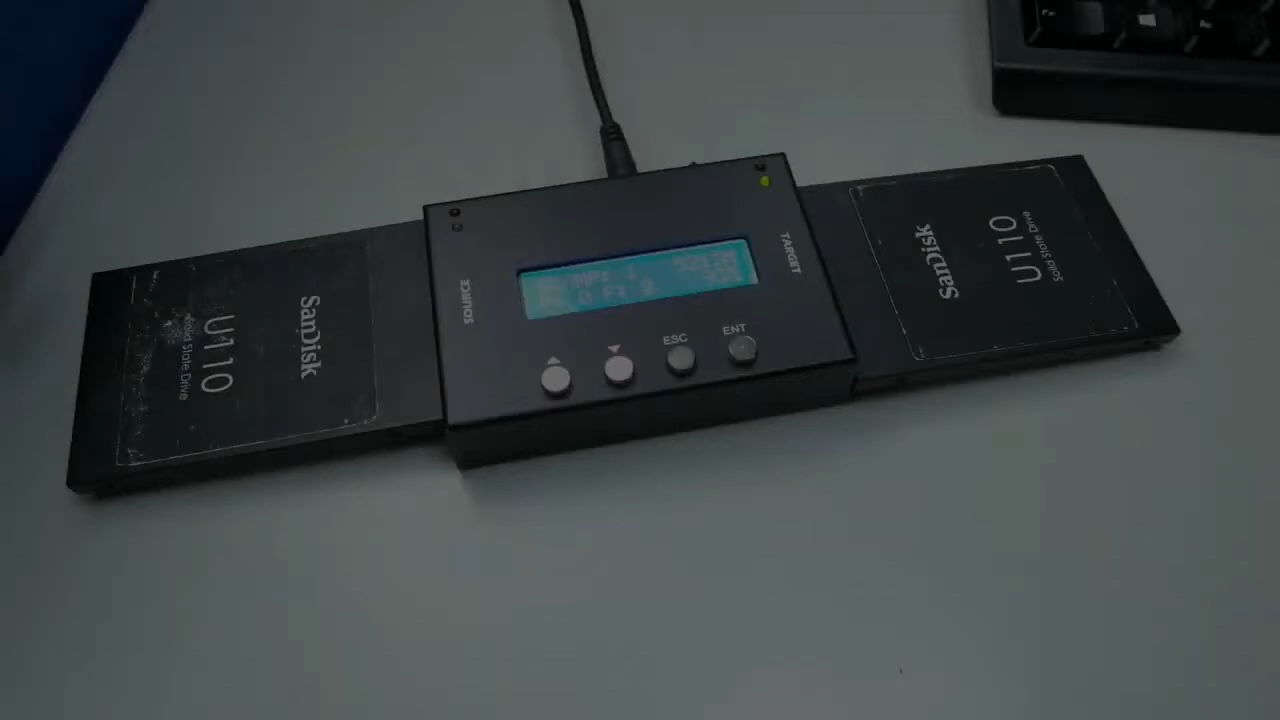 SanDisk
U110
Solid State Drive
SOURCE
TARGET
ESC
ENT
SanDisk
U110
Solid State Drive